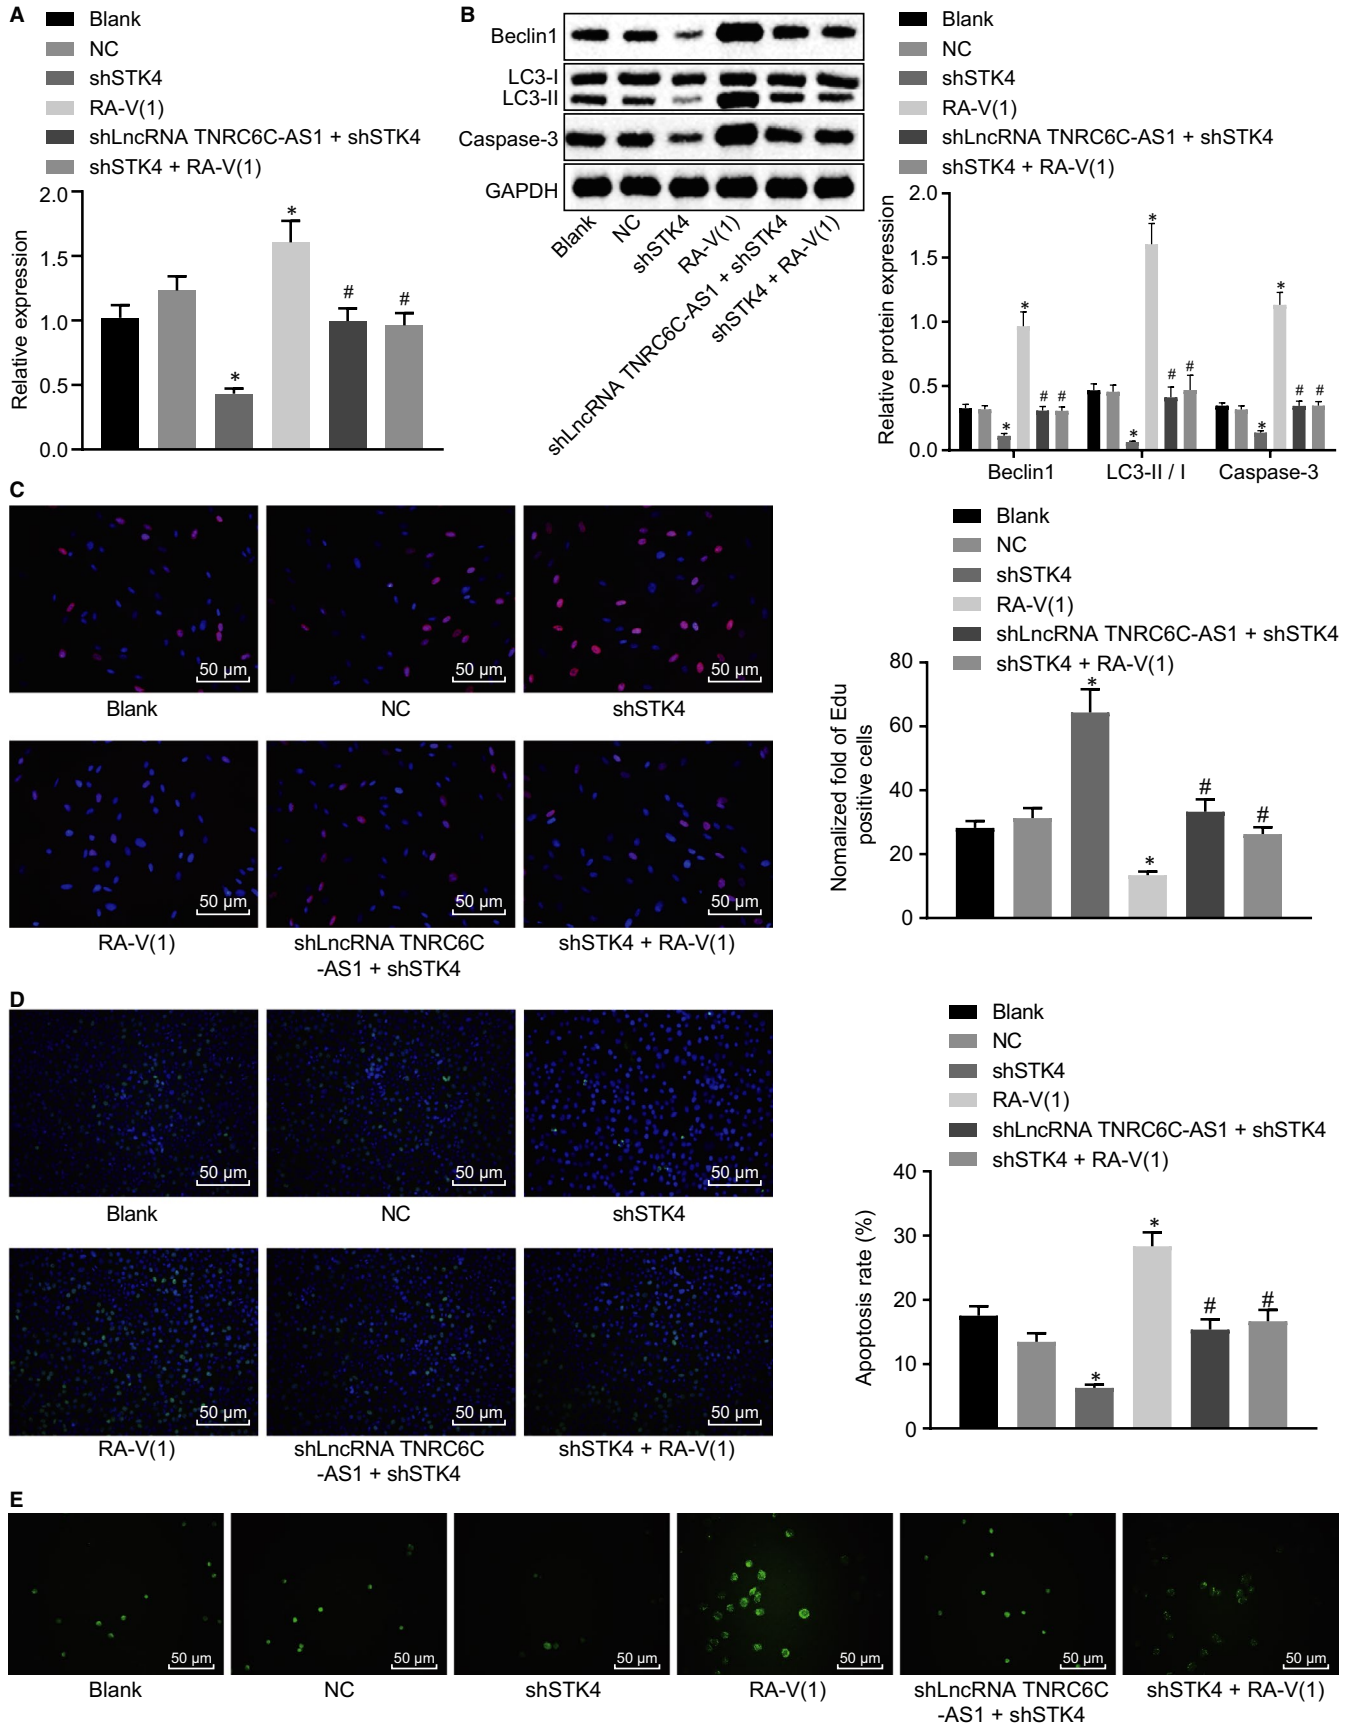 A
Blank
NC
shSTK4
RA-V(1)
shLncRNA TNRC6C-AS1 + shSTK4
shSTK4 + RA-V(1)
2.0
1.5
1.0
0.5
0.0
Relative expression
*
*
#
#
B
Beclin1
LC3-I
LC3-II
Caspase-3
GAPDH
Blank
NC
shSTK4
RA-V(1)
shLncRNA TNRC6C-AS1 + shSTK4
shSTK4 + RA-V(1)
Blank
NC
shSTK4
RA-V(1)
shLncRNA TNRC6C-AS1 + shSTK4
shSTK4 + RA-V(1)
2.0
1.5
1.0
0.5
0.0
Relative protein expression
*
*
#
#
*
*
#
#
*
*
#
#
Beclin1
LC3-II / I
Caspase-3
C
50 µm
50 µm
50 µm
Blank
NC
shSTK4
50 µm
50 µm
50 µm
RA-V(1)
shLncRNA TNRC6C
-AS1 + shSTK4
shSTK4 + RA-V(1)
Blank
NC
shSTK4
RA-V(1)
shLncRNA TNRC6C-AS1 + shSTK4
shSTK4 + RA-V(1)
80
60
40
20
0
Nomalized fold of Edu
positive cells
*
*
#
#
D
50 µm
50 µm
50 µm
Blank
NC
shSTK4
50 µm
50 µm
50 µm
RA-V(1)
shLncRNA TNRC6C
-AS1 + shSTK4
shSTK4 + RA-V(1)
Blank
NC
shSTK4
RA-V(1)
shLncRNA TNRC6C-AS1 + shSTK4
shSTK4 + RA-V(1)
40
30
20
10
0
Apoptosis rate (%)
*
*
#
#
E
50 µm
50 µm
50 µm
50 µm
50 µm
50 µm
Blank
NC
shSTK4
RA-V(1)
shLncRNA TNRC6C
-AS1 + shSTK4
shSTK4 + RA-V(1)